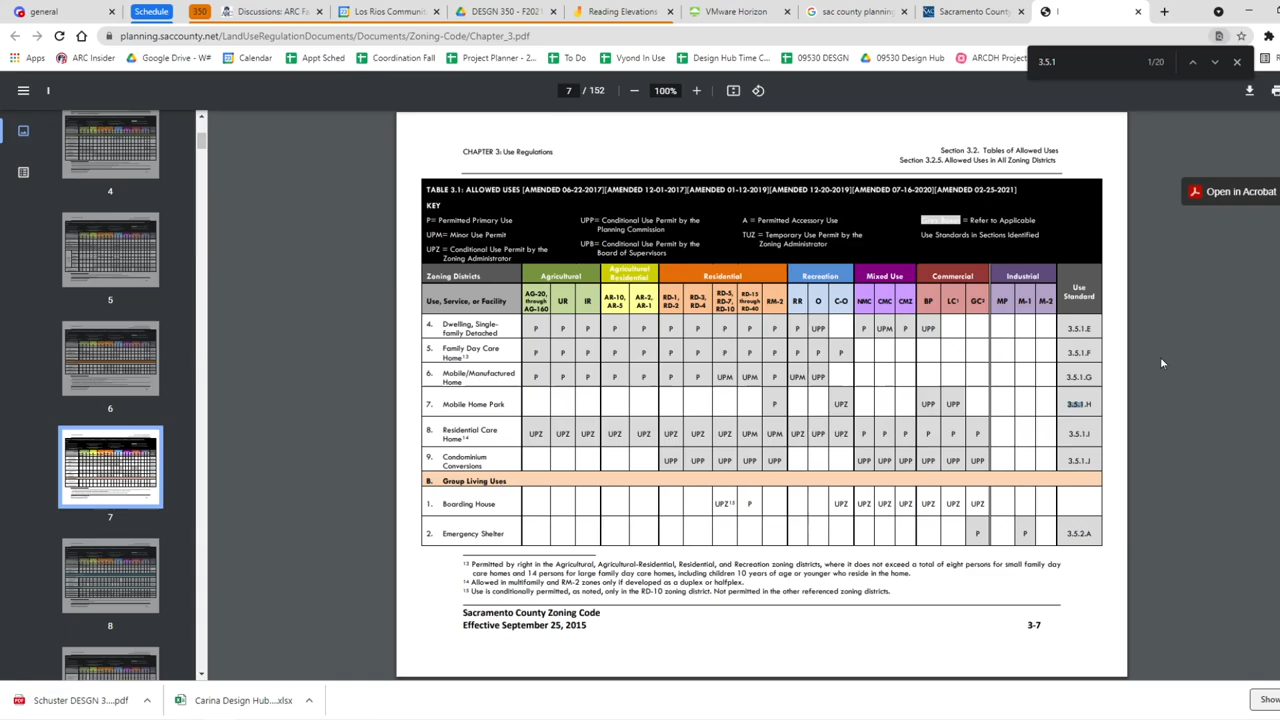 general
Schedule
350
Discussions: ARC Fa
Los Rios Communit
DESGN 350 - F2021
Reading Elevations
VMware Horizon
sac city planning
Sacramento County
I
planning.saccounty.net/LandUseRegulationDocuments/Documents/Zoning-Code/Chapter_3.pdf
Apps
ARC Insider
Google Drive - W#
Calendar
Appt Sched
Coordination Fall
Project Planner - 2...
To Do
Vyond In Use
Design Hub Time C...
09530 DESGN
09530 Design Hub
ARCDH Project
3.5.1
1/20
I
7 / 152
100%
4
5
6
7
8
Open in Acrobat
CHAPTER 3: Use Regulations
Section 3.2. Tables of Allowed Uses
Section 3.2.5. Allowed Uses in All Zoning Districts
TABLE 3.1: ALLOWED USES [AMENDED 06-22-2017][AMENDED 12-01-2017][AMENDED 01-12-2019][AMENDED 12-20-2019][AMENDED 07-16-2020][AMENDED 02-25-2021]
KEY
P= Permitted Primary Use
UPM= Minor Use Permit
UPZ = Conditional Use Permit by the
Zoning Administrator
UPP= Conditional Use Permit by the
Planning Commission
UPB= Conditional Use Permit by the
Board of Supervisors
A = Permitted Accessory Use
TUZ = Temporary Use Permit by the
Zoning Administrator
= Refer to Applicable
Use Standards in Sections Identified
Zoning Districts Agricultural Agricultural Residential Residential Recreation Mixed Use Commercial Industrial Use Standard
Use, Service, or Facility AG-20, through AG-160 UR IR AR-10, AR-5 AR-2, AR-1 RD-1, RD-2 RD-3, RD-4 RD-5, RD-7, RD-10 RD-15 through RD-40 RM-2 RR O C-O NMC CMC CMZ BP LC¹ GC² MP M-1 M-2
4. Dwelling, Single-family Detached P P P P P P P P P P P UPP P UPM P UPP 3.5.1.E
5. Family Day Care Home¹³ P P P P P P P P P P P P P 3.5.1.F
6. Mobile/Manufactured Home P P P P P P P UPM UPM P UPM UPP 3.5.1.G
7. Mobile Home Park P UPZ UPP UPP 3.5.1.H
8. Residential Care Home¹⁴ UPZ UPZ UPZ UPZ UPZ UPZ UPZ UPZ UPM UPM UPZ UPP UPZ P P P P P P 3.5.1.I
9. Condominium Conversions UPP UPP UPP UPP UPP UPP UPP UPP UPP UPP UPP 3.5.1.J
B. Group Living Uses
1. Boarding House UPZ¹⁵ P UPZ UPZ UPZ UPZ UPZ UPZ UPZ
2. Emergency Shelter P P 3.5.2.A
¹³ Permitted by right in the Agricultural, Agricultural-Residential, Residential, and Recreation zoning districts, where it does not exceed a total of eight persons for small family day
care homes and 14 persons for large family day care homes, including children 10 years of age or younger who reside in the home.
¹⁴ Allowed in multifamily and RM-2 zones only if developed as a duplex or halfplex.
¹⁵ Use is conditionally permitted, as noted, only in the RD-10 zoning district. Not permitted in the other referenced zoning districts.
Sacramento County Zoning Code
Effective September 25, 2015
3-7
Schuster DESGN 3....pdf
Carina Design Hub....xlsx
Show